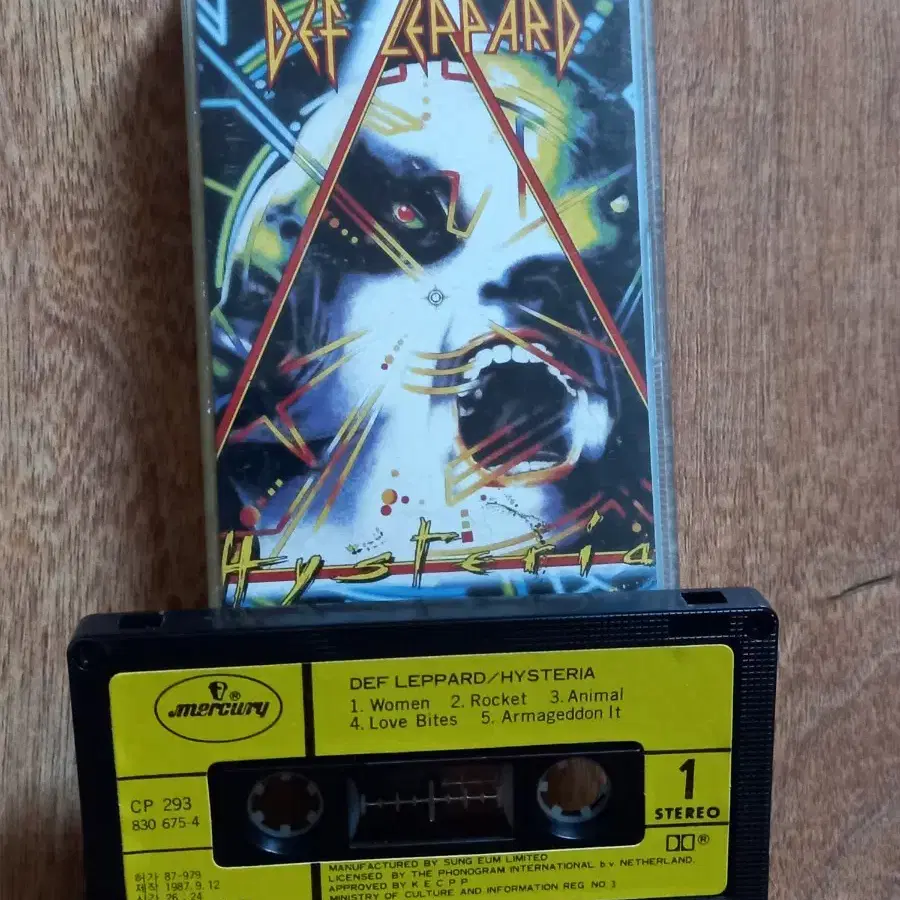 DEF LEPPARD
Hysteria
mercury ®
DEF LEPPARD/HYSTERIA
1. Women 2. Rocket 3. Animal
4. Love Bites 5. Armageddon It
CP 293
830 675-4
1
STEREO
®
허가 87-979
제작 1987. 9. 12
MANUFACTURED BY SUNG EUM LIMITED
LICENSED BY THE PHONOGRAM INTERNATIONAL b.v NETHERLAND.
APPROVED BY K E C P P
MINISTRY OF CULTURE AND INFORMATION REG NO 3